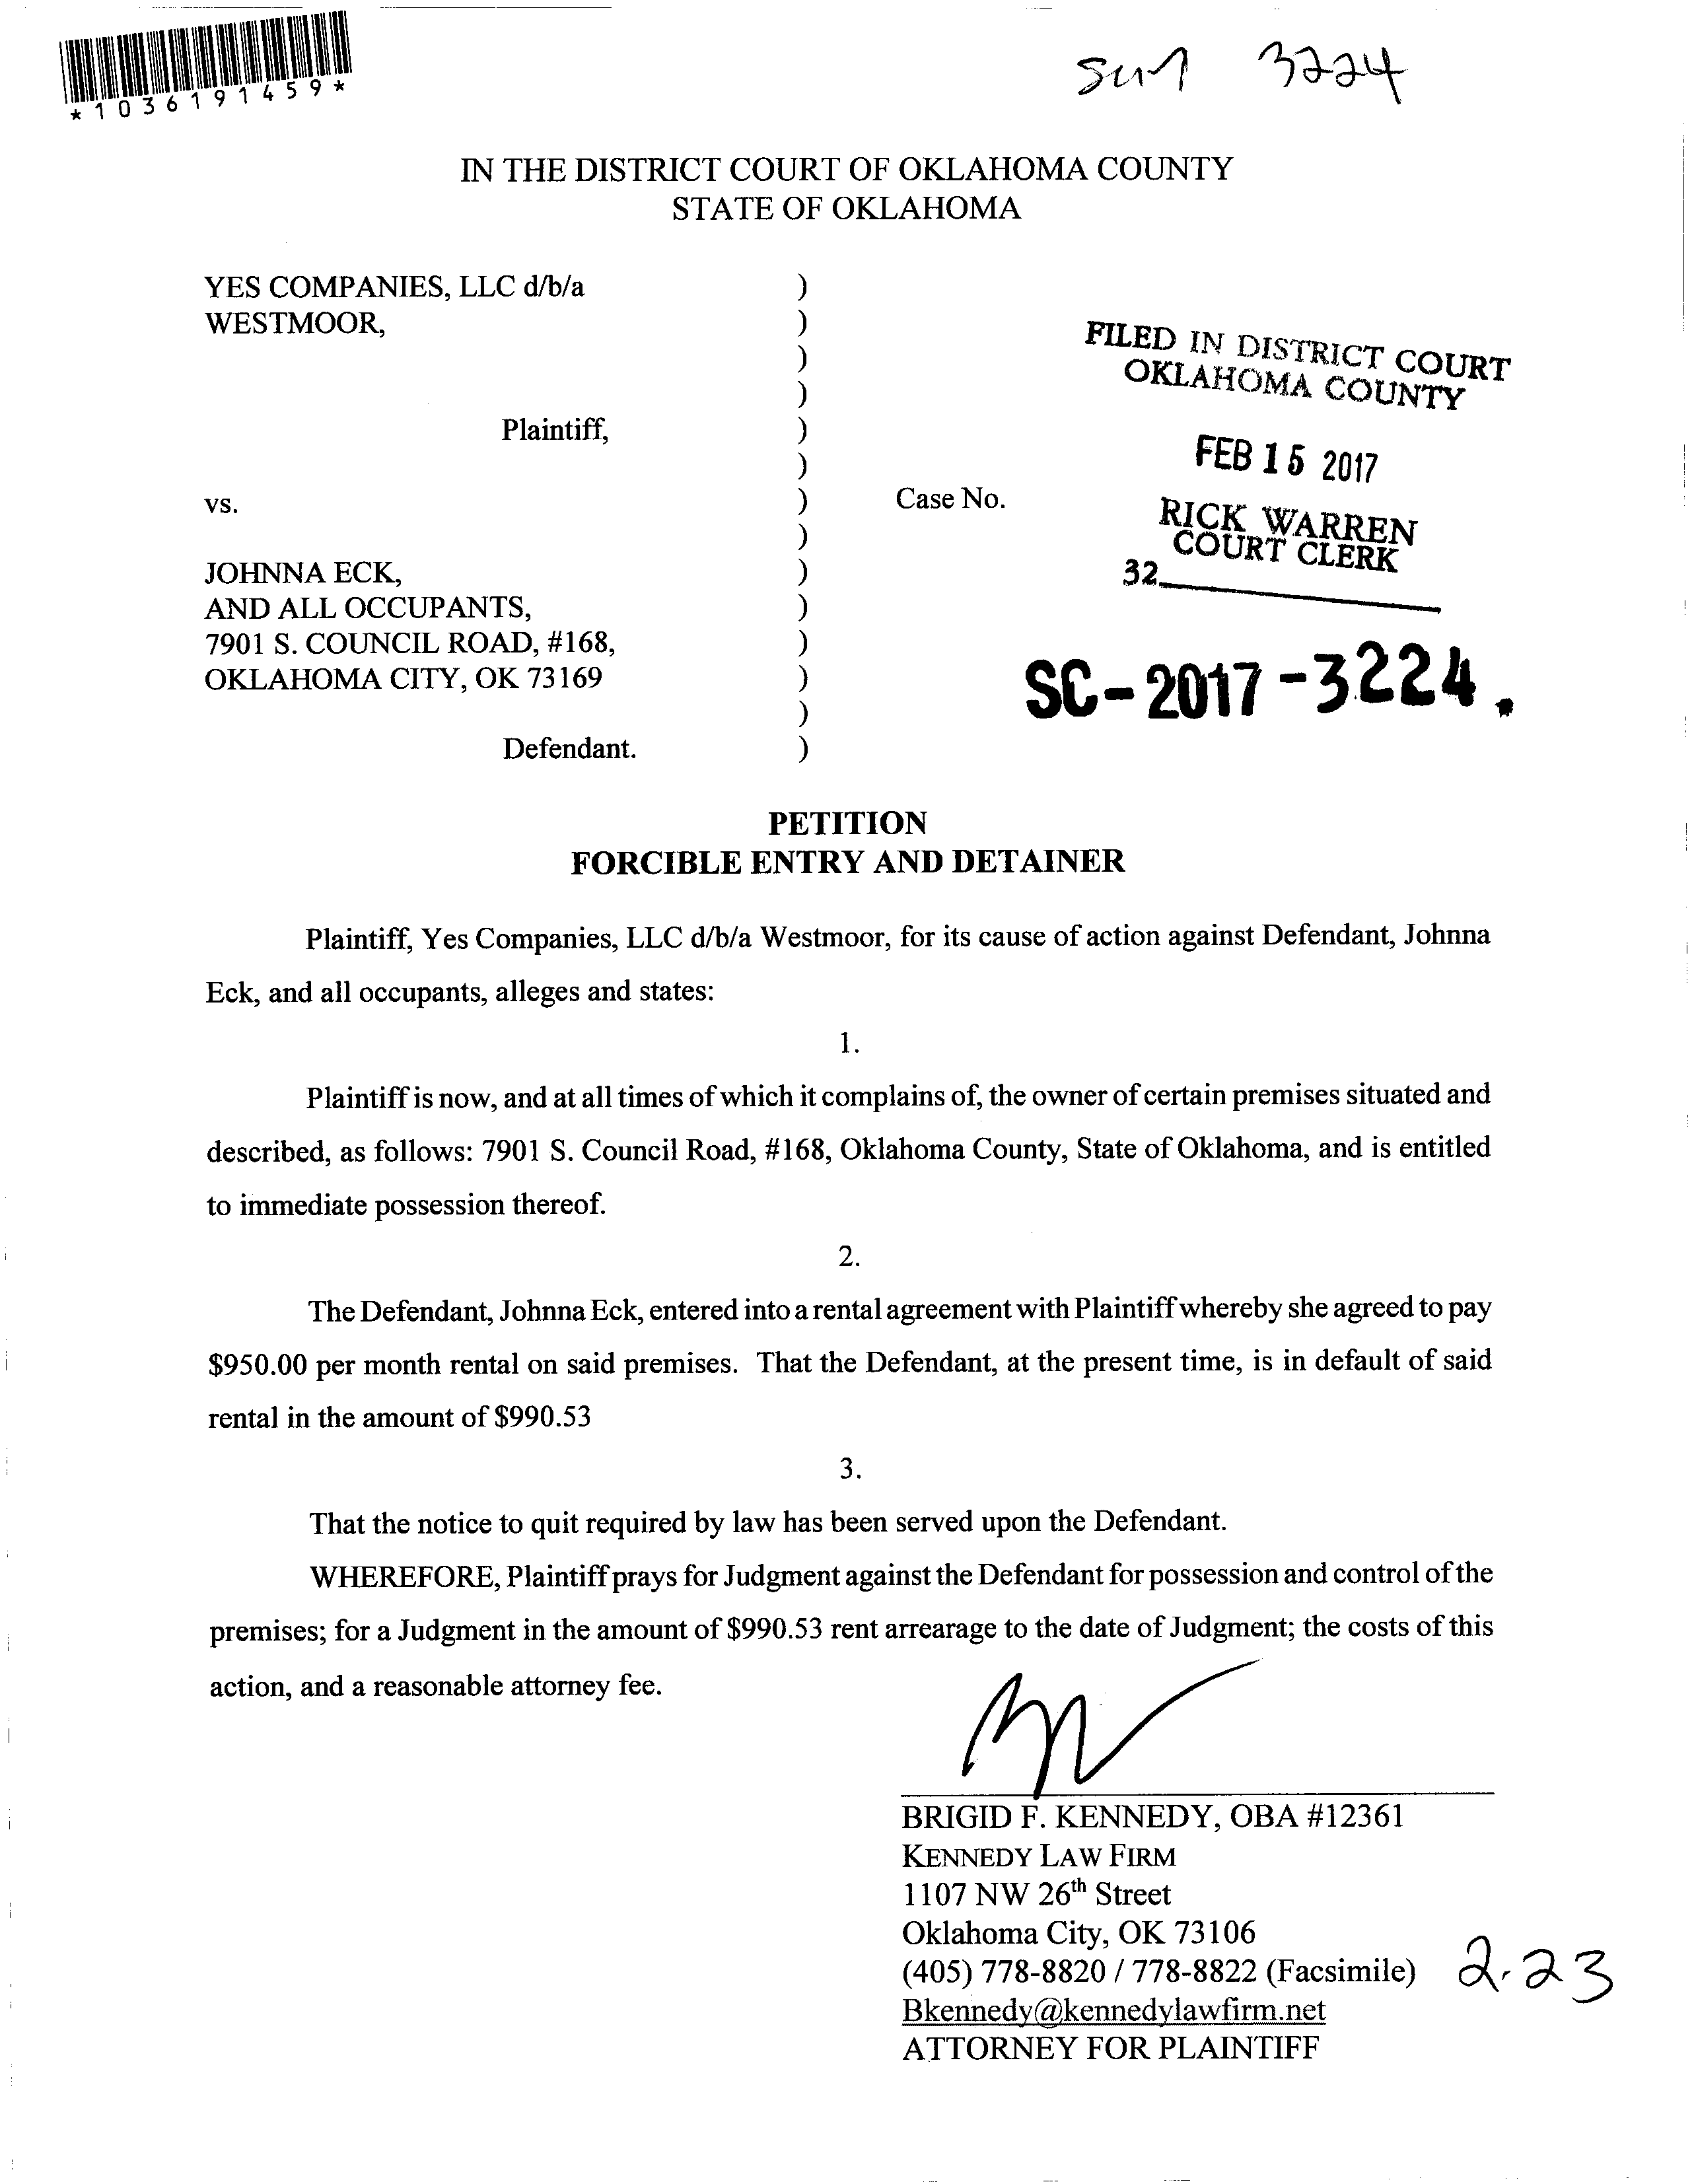 *1036191459*
sum 3224
IN THE DISTRICT COURT OF OKLAHOMA COUNTY
STATE OF OKLAHOMA
YES COMPANIES, LLC d/b/a )
WESTMOOR, )
)
)
Plaintiff, )
)
vs. ) Case No.
)
JOHNNA ECK, )
AND ALL OCCUPANTS, )
7901 S. COUNCIL ROAD, #168, )
OKLAHOMA CITY, OK 73169 )
)
Defendant. )
FILED IN DISTRICT COURT
OKLAHOMA COUNTY
FEB 15 2017
RICK WARREN
COURT CLERK
32
SC-2017-3224.
PETITION
FORCIBLE ENTRY AND DETAINER
Plaintiff, Yes Companies, LLC d/b/a Westmoor, for its cause of action against Defendant, Johnna
Eck, and all occupants, alleges and states:
1.
Plaintiff is now, and at all times of which it complains of, the owner of certain premises situated and
described, as follows: 7901 S. Council Road, #168, Oklahoma County, State of Oklahoma, and is entitled
to immediate possession thereof.
2.
The Defendant, Johnna Eck, entered into a rental agreement with Plaintiff whereby she agreed to pay
$950.00 per month rental on said premises. That the Defendant, at the present time, is in default of said
rental in the amount of $990.53
3.
That the notice to quit required by law has been served upon the Defendant.
WHEREFORE, Plaintiff prays for Judgment against the Defendant for possession and control of the
premises; for a Judgment in the amount of $990.53 rent arrearage to the date of Judgment; the costs of this
action, and a reasonable attorney fee.
BRIGID F. KENNEDY, OBA #12361
KENNEDY LAW FIRM
1107 NW 26th Street
Oklahoma City, OK 73106
(405) 778-8820 / 778-8822 (Facsimile)
Bkennedy@kennedylawfirm.net
ATTORNEY FOR PLAINTIFF
2.23